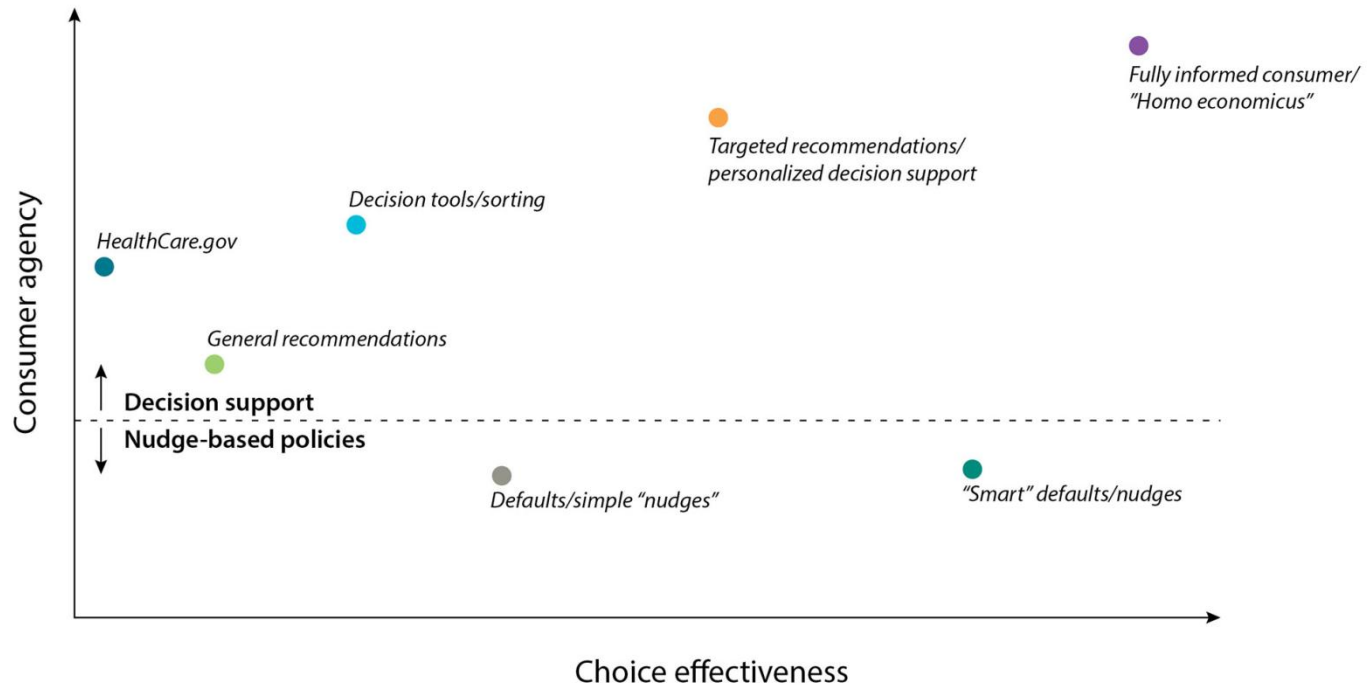 Fully informed consumer/
”Homo economicus”
Targeted recommendations/
personalized decision support
Decision tools/sorting
HealthCare.gov
General recommendations
Consumer agency
Decision support
Nudge-based policies
Defaults/simple “nudges”
“Smart” defaults/nudges
Choice effectiveness